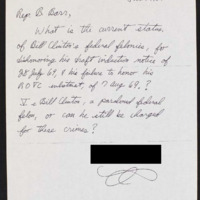 Rep. B Barr,
What is the current status
of Bill Clinton's federal felonies, for
dishonoring his draft induction notice
of 28 July 69, & his failure to honor his
ROTC substitute, of 7 Aug 69.?
Is Bill Clinton, a pardoned federal
felon, or can he still be charged
for these crimes?